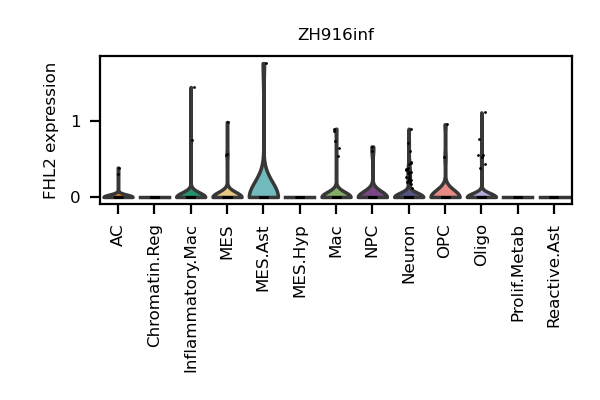 ZH916inf
FHL2 expression
1
0
AC
Chromatin.Reg
Inflammatory.Mac
MES
MES.Ast
MES.Hyp
Mac
NPC
Neuron
OPC
Oligo
Prolif.Metab
Reactive.Ast